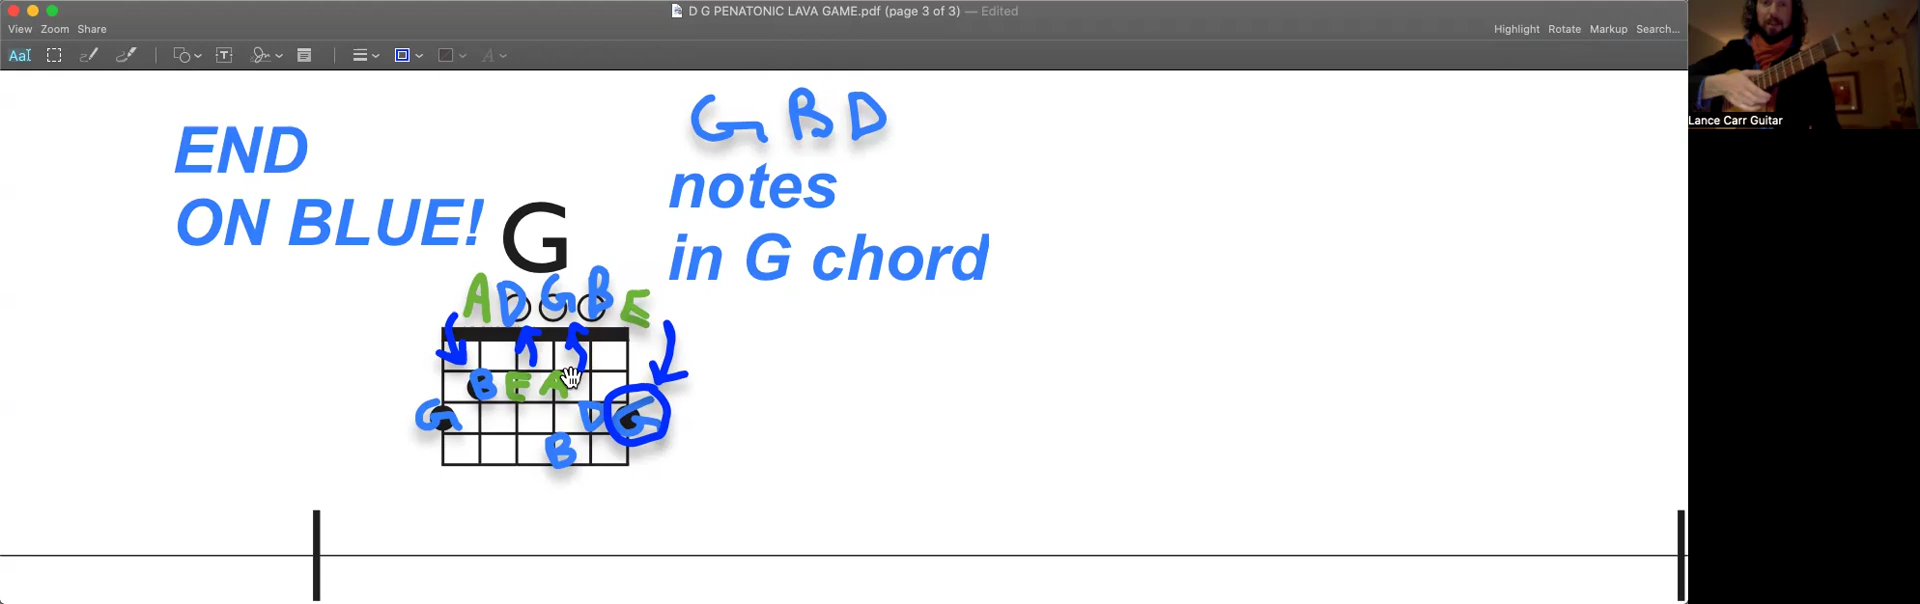 D G PENATONIC LAVA GAME.pdf (page 3 of 3) — Edited
View Zoom Share
Highlight Rotate Markup Search...
AaI
T
A
Lance Carr Guitar
END
ON BLUE!
G B D
notes
in G chord
G
A D G B E
B E A
G D G
B